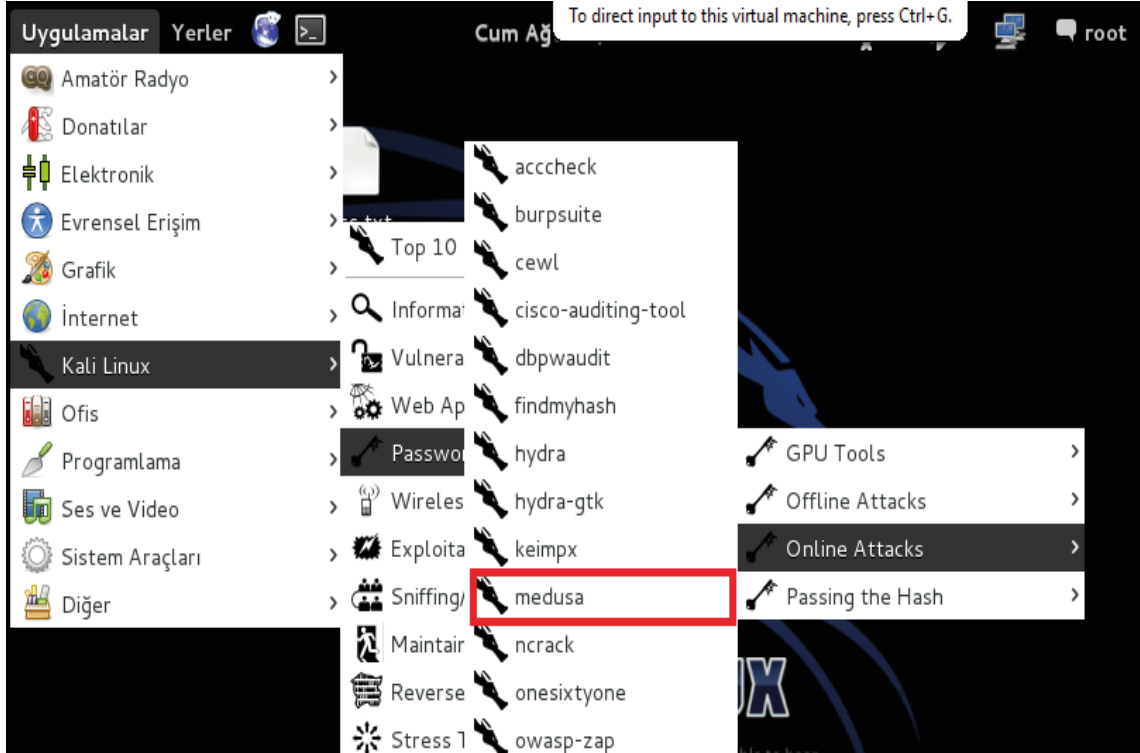 Uygulamalar Yerler
Cum Ağ
To direct input to this virtual machine, press Ctrl+G.
root
Amatör Radyo
Donatılar
Elektronik
Evrensel Erişim
Grafik
İnternet
Kali Linux
Ofis
Programlama
Ses ve Video
Sistem Araçları
Diğer
Top 10
Informat
Vulnera
Web Ap
Passwor
Wireles
Exploita
Sniffing/
Maintain
Reverse
Stress T
acccheck
burpsuite
cewl
cisco-auditing-tool
dbpwaudit
findmyhash
hydra
hydra-gtk
keimpx
medusa
ncrack
onesixtyone
owasp-zap
GPU Tools
Offline Attacks
Online Attacks
Passing the Hash